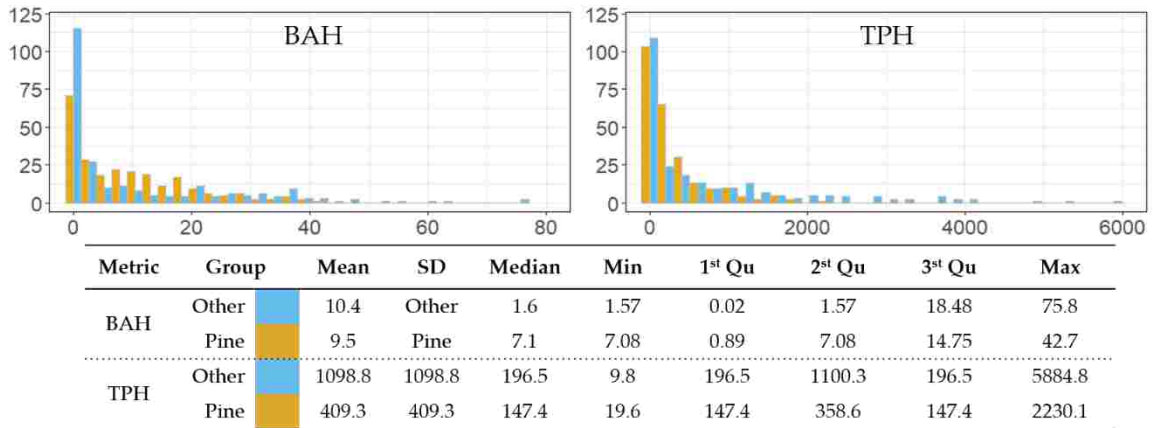 BAH
125
100
75
50
25
0
0 20 40 60 80
TPH
125
100
75
50
25
0
0 2000 4000 6000
Metric Group Mean SD Median Min 1st Qu 2st Qu 3st Qu Max
BAH
Other 10.4 Other 1.6 1.57 0.02 1.57 18.48 75.8
Pine 9.5 Pine 7.1 7.08 0.89 7.08 14.75 42.7
TPH
Other 1098.8 1098.8 196.5 9.8 196.5 1100.3 196.5 5884.8
Pine 409.3 409.3 147.4 19.6 147.4 358.6 147.4 2230.1